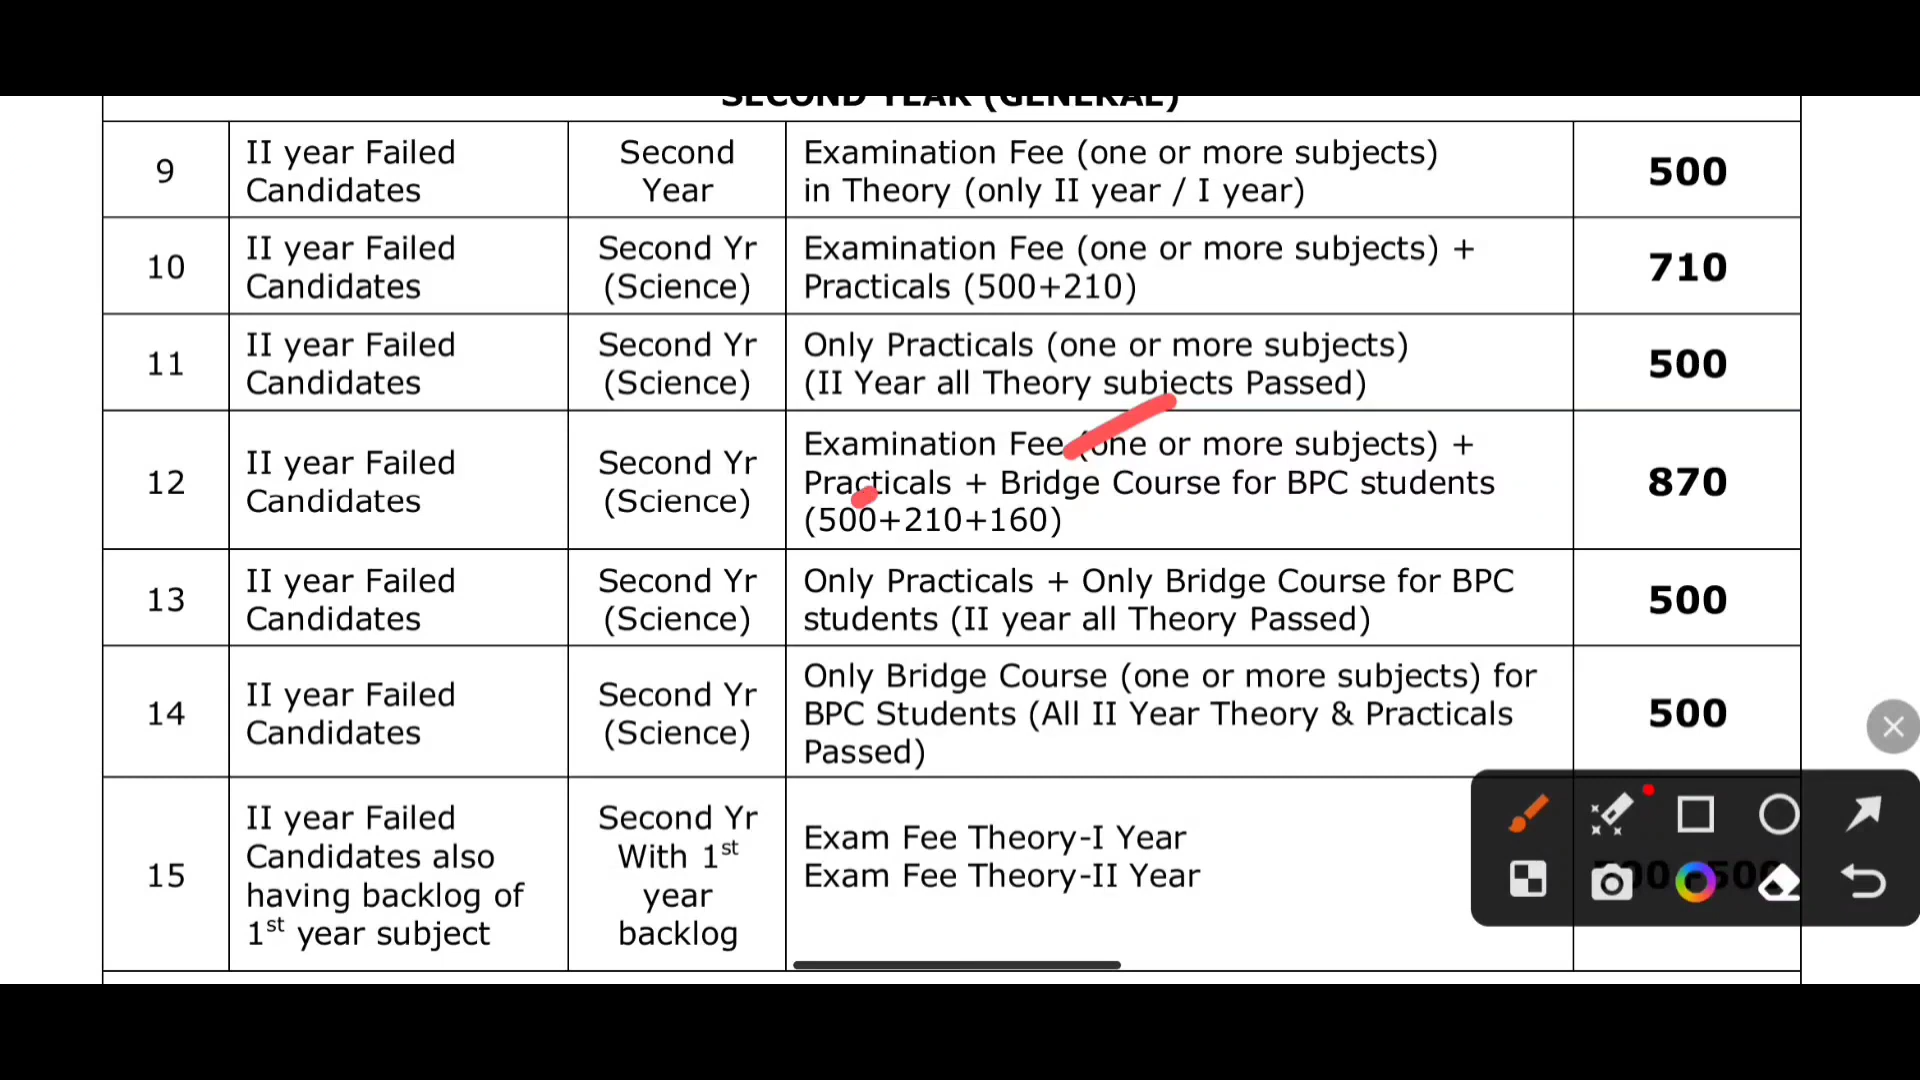 SECOND YEAR (GENERAL)
9
II year Failed
Candidates
Second
Year
Examination Fee (one or more subjects)
in Theory (only II year / I year)
500
10
II year Failed
Candidates
Second Yr
(Science)
Examination Fee (one or more subjects) +
Practicals (500+210)
710
11
II year Failed
Candidates
Second Yr
(Science)
Only Practicals (one or more subjects)
(II Year all Theory subjects Passed)
500
12
II year Failed
Candidates
Second Yr
(Science)
Examination Fee (one or more subjects) +
Practicals + Bridge Course for BPC students
(500+210+160)
870
13
II year Failed
Candidates
Second Yr
(Science)
Only Practicals + Only Bridge Course for BPC
students (II year all Theory Passed)
500
14
II year Failed
Candidates
Second Yr
(Science)
Only Bridge Course (one or more subjects) for
BPC Students (All II Year Theory & Practicals
Passed)
500
15
II year Failed
Candidates also
having backlog of
1st year subject
Second Yr
With 1st
year
backlog
Exam Fee Theory-I Year
Exam Fee Theory-II Year